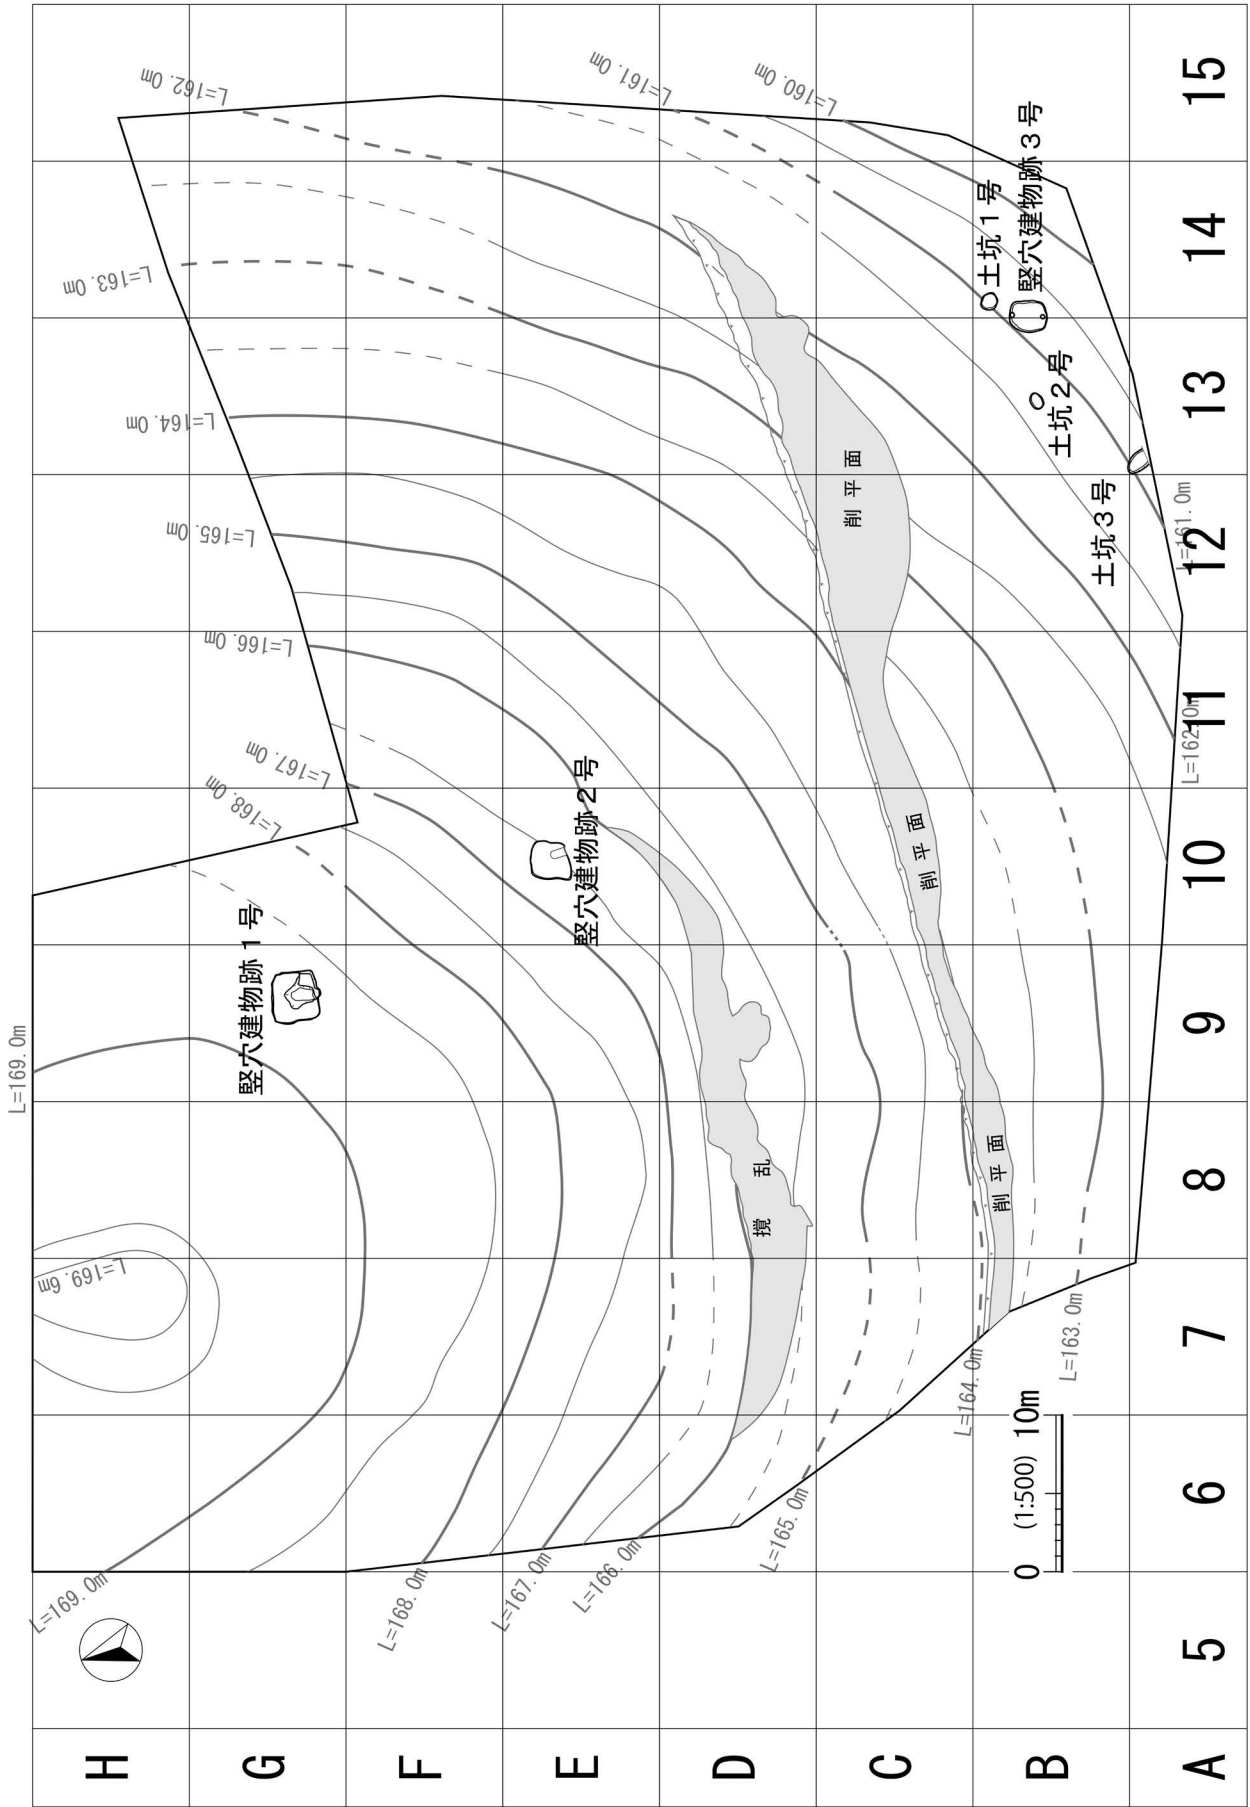 L=162.0m
L=161.0m
L=160.0m
15
竪穴建物跡3号
土坑1号
14
L=163.0m
土坑2号
13
L=164.0m
削平面
土坑3号
L=161.0m
12
L=165.0m
L=166.0m
L=162.0m
11
L=167.0m
L=168.0m
竪穴建物跡2号
削平面
10
竪穴建物跡1号
L=169.0m
9
攪乱
削平面
8
L=169.6m
L=163.0m
7
L=164.0m
0 (1:500) 10m
6
L=165.0m
L=166.0m
L=167.0m
L=168.0m
L=169.0m
5
H G F E D C B A